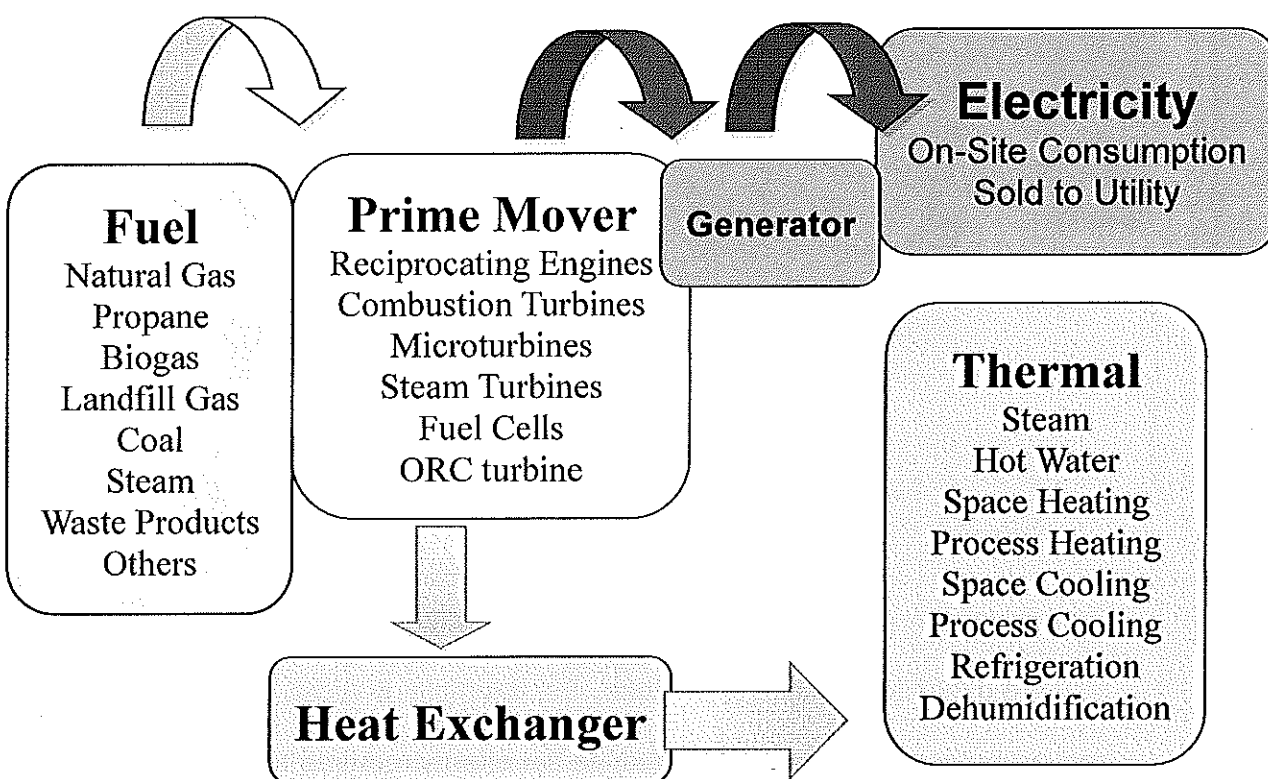 Fuel
Natural Gas
Propane
Biogas
Landfill Gas
Coal
Steam
Waste Products
Others
Prime Mover
Reciprocating Engines
Combustion Turbines
Microturbines
Steam Turbines
Fuel Cells
ORC turbine
Generator
Electricity
On-Site Consumption
Sold to Utility
Heat Exchanger
Thermal
Steam
Hot Water
Space Heating
Process Heating
Space Cooling
Process Cooling
Refrigeration
Dehumidification